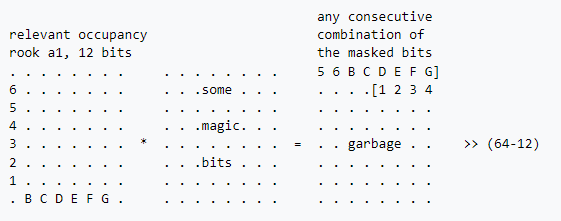 any consecutive
relevant occupancy combination of
rook a1, 12 bits the masked bits
. . . . . . . . . . . . . . . . 5 6 B C D E F G]
6 . . . . . . . . . .some . . . . . . .[1 2 3 4
5 . . . . . . . . . . . . . . . . . . . . . . .
4 . . . . . . . . . .magic. . . . . . . . . . .
3 . . . . . . . * . . . . . . . . = . . garbage . . >> (64-12)
2 . . . . . . . . . .bits . . . . . . . . . . .
1 . . . . . . . . . . . . . . . . . . . . . . .
. B C D E F G . . . . . . . . . . . . . . . . .